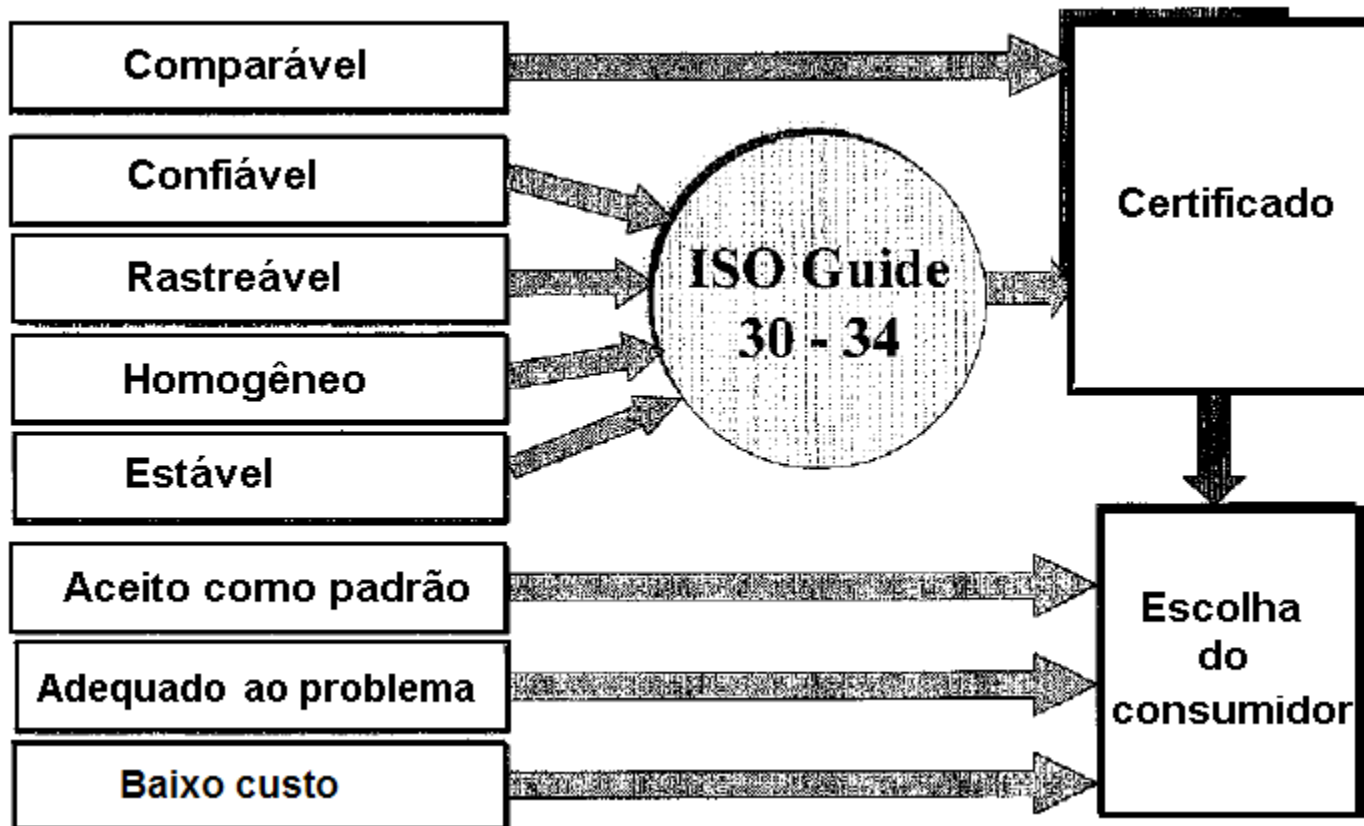 Comparável
Confiável
Rastreável
Homogêneo
Estável
Aceito como padrão
Adequado ao problema
Baixo custo
ISO Guide
30 - 34
Certificado
Escolha
do
consumidor